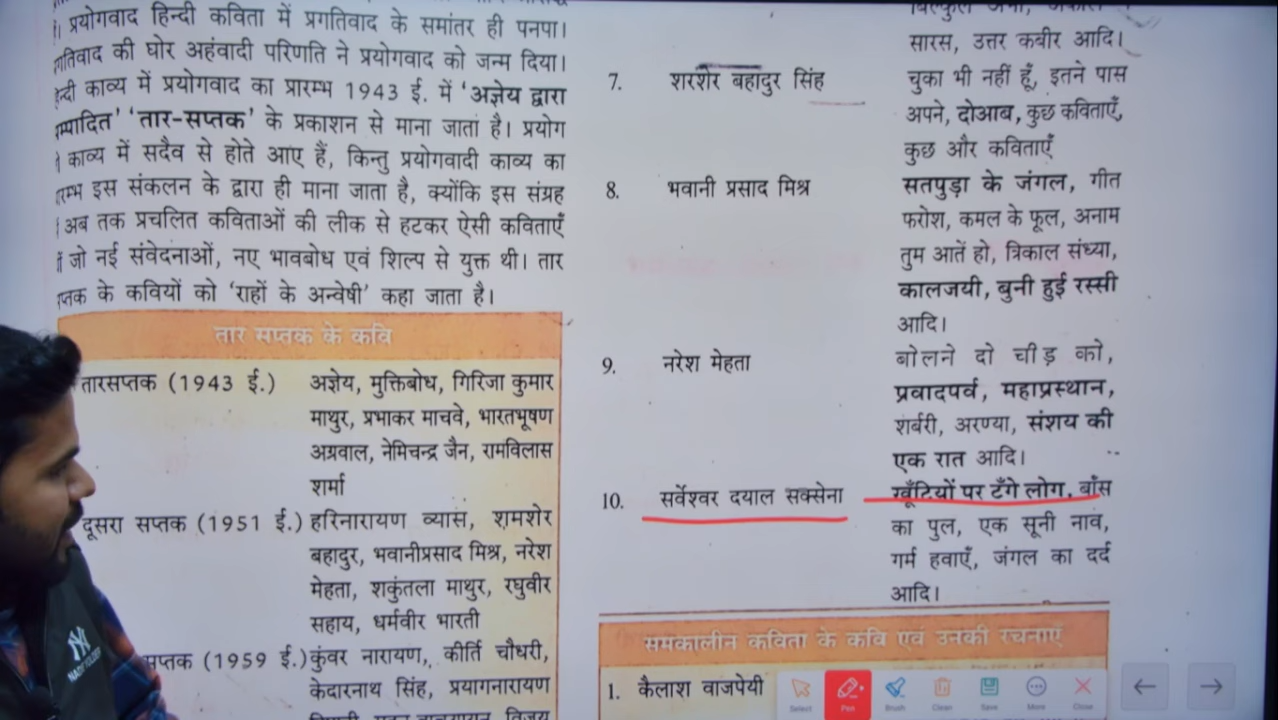 प्रयोगवाद हिन्दी कविता में प्रगतिवाद के समांतर ही पनपा।
की घोर अहंवादी परिणति ने प्रयोगवाद को जन्म दिया।
काव्य में प्रयोगवाद का प्रारम्भ 1943 ई. में 'अज्ञेय द्वारा
'तार-सप्तक' के प्रकाशन से माना जाता है। प्रयोग
काव्य में सदैव से होते आए हैं, किन्तु प्रयोगवादी काव्य का
इस संकलन के द्वारा ही माना जाता है, क्योंकि इस संग्रह
अब तक प्रचलित कविताओं की लीक से हटकर ऐसी कविताएँ
जो नई संवेदनाओं, नए भावबोध एवं शिल्प से युक्त थी। तार
के कवियों को 'राहों के अन्वेषी' कहा जाता है।
तार सप्तक के कवि
तारसप्तक (1943 ई.) अज्ञेय, मुक्तिबोध, गिरिजा कुमार
माथुर, प्रभाकर माचवे, भारतभूषण
अग्रवाल, नेमिचन्द्र जैन, रामविलास
शर्मा
दूसरा सप्तक (1951 ई.) हरिनारायण व्यास, शमशेर
बहादुर, भवानीप्रसाद मिश्र, नरेश
मेहता, शकुंतला माथुर, रघुवीर
सहाय, धर्मवीर भारती
सप्तक (1959 ई.) कुंवर नारायण, कीर्ति चौधरी,
केदारनाथ सिंह, प्रयागनारायण
सारस, उत्तर कबीर आदि।
7. शरशेर बहादुर सिंह चुका भी नहीं हूँ, इतने पास
अपने, दोआब, कुछ कविताएँ,
कुछ और कविताएँ
8. भवानी प्रसाद मिश्र सतपुड़ा के जंगल, गीत
फरोश, कमल के फूल, अनाम
तुम आतें हो, त्रिकाल संध्या,
कालजयी, बुनी हुई रस्सी
आदि।
9. नरेश मेहता बोलने दो चीड़ को,
प्रवादपर्व, महाप्रस्थान,
शर्बरी, अरण्या, संशय की
एक रात आदि।
10. सर्वेश्वर दयाल सक्सेना खूँटियों पर टँगे लोग, बाँस
का पुल, एक सूनी नाव,
गर्म हवाएँ, जंगल का दर्द
आदि।
समकालीन कविता के कवि एवं उनकी रचनाएँ
1. कैलाश वाजपेयी
Select Pen Brush Clean Save More Close